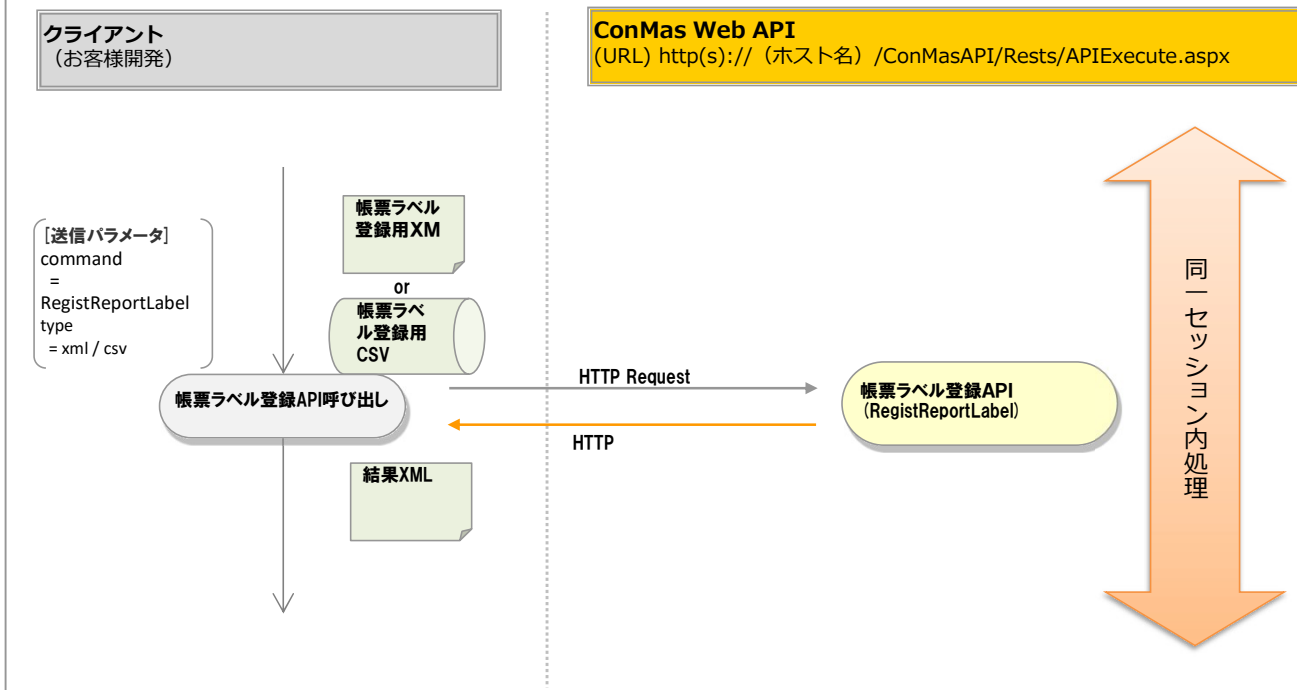 クライアント
（お客様開発）
ConMas Web API
(URL) http(s)://（ホスト名）/ConMasAPI/Rests/APIExecute.aspx
[送信パラメータ]
command
=
RegistReportLabel
type
= xml / csv
帳票ラベル
登録用XM
or
帳票ラベ
ル登録用
CSV
帳票ラベル登録API呼び出し
HTTP Request
帳票ラベル登録API
（RegistReportLabel）
HTTP
結果XML
同一セッション内処理